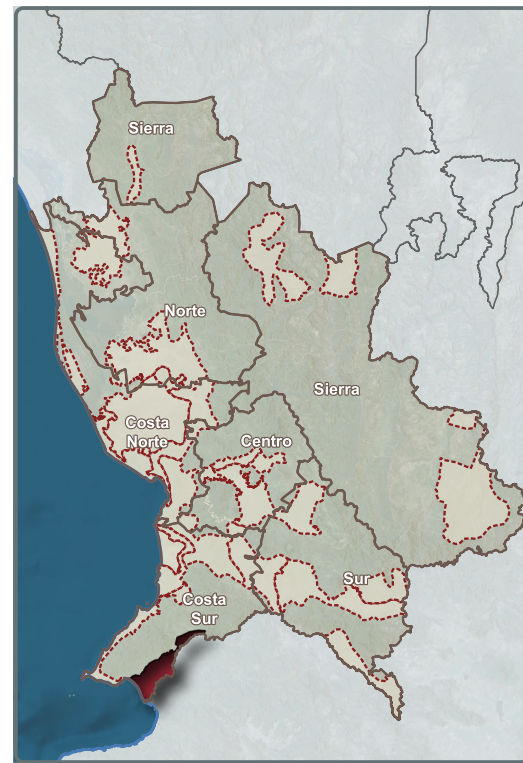 Sierra
Norte
Sierra
Costa
Norte
Centro
Sur
Costa
Sur